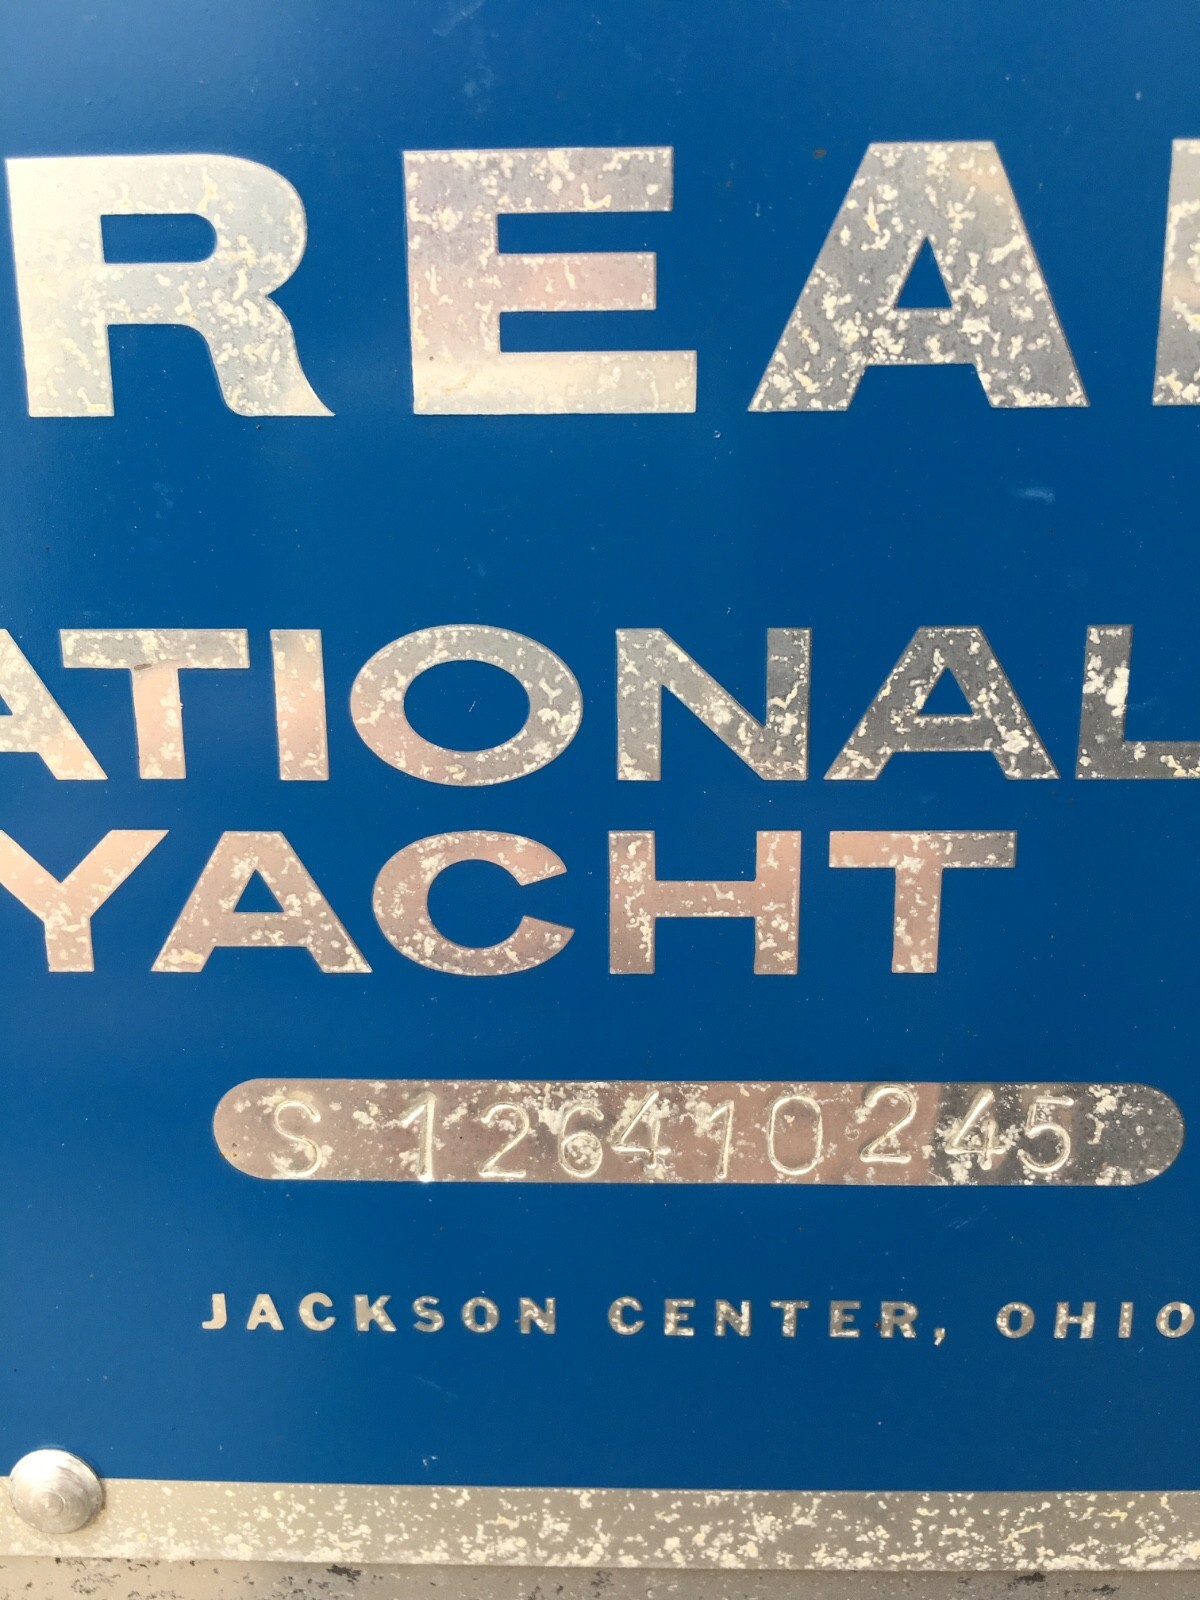 REA
ATIONAL
YACHT
S 126410245
JACKSON CENTER, OHIO